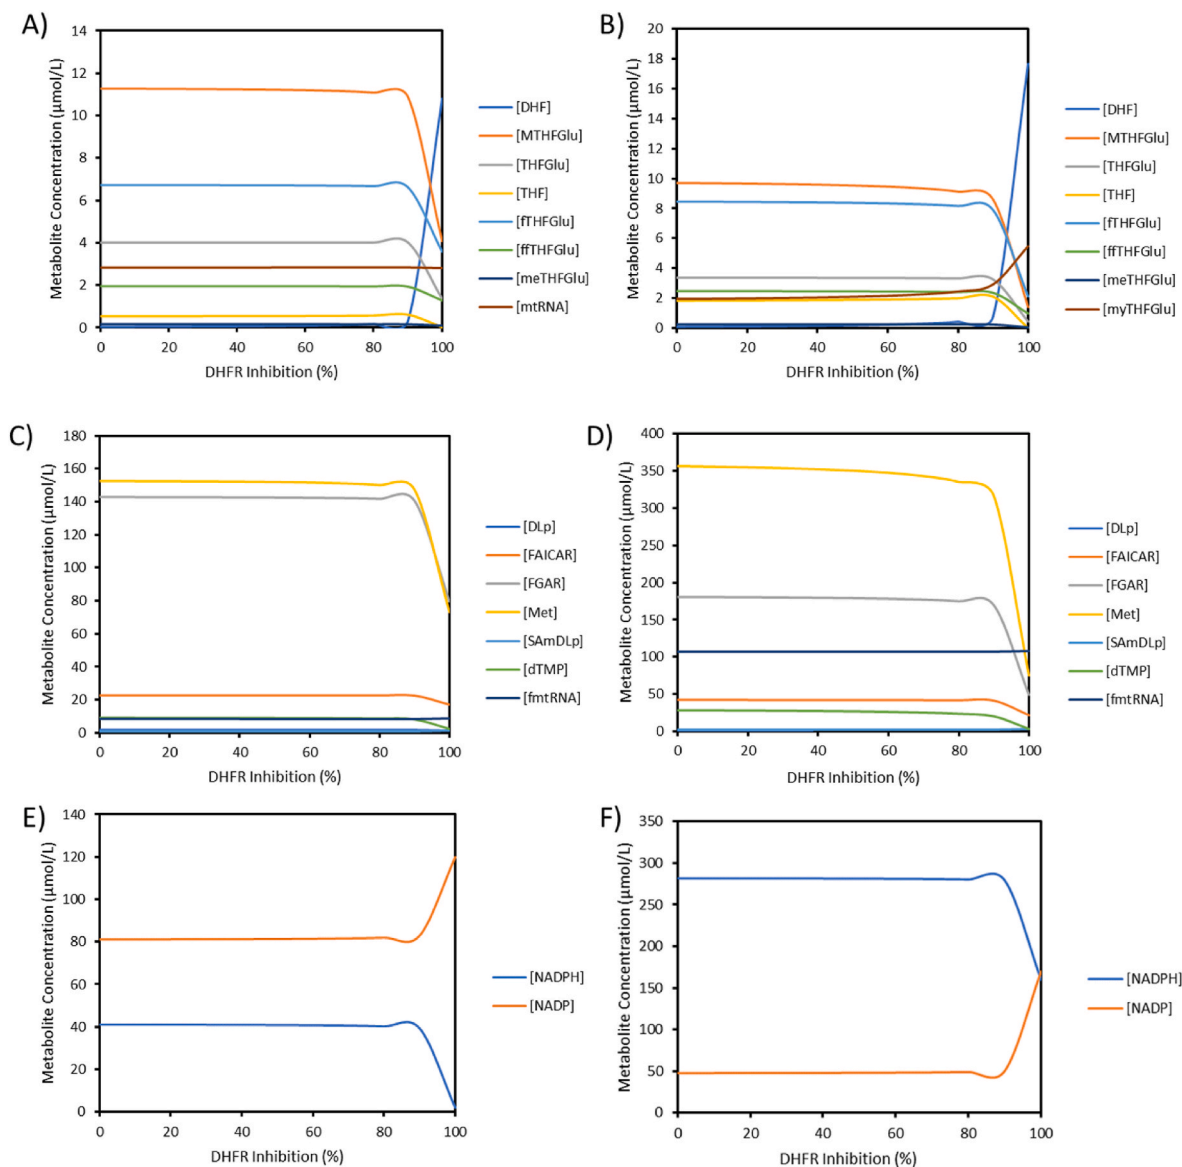 A)
Metabolite Concentration (µmol/L)
14
12
10
8
6
4
2
0
0 20 40 60 80 100
DHFR Inhibition (%)
[DHF]
[MTHFGlu]
[THFGlu]
[THF]
[fTHFGlu]
[ffTHFGlu]
[meTHFGlu]
[mtRNA]
B)
Metabolite Concentration (µmol/L)
20
18
16
14
12
10
8
6
4
2
0
0 20 40 60 80 100
DHFR Inhibition (%)
[DHF]
[MTHFGlu]
[THFGlu]
[THF]
[fTHFGlu]
[ffTHFGlu]
[meTHFGlu]
[myTHFGlu]
C)
Metabolite Concentration (µmol/L)
180
160
140
120
100
80
60
40
20
0
0 20 40 60 80 100
DHFR Inhibition (%)
[DLp]
[FAICAR]
[FGAR]
[Met]
[SAmDLp]
[dTMP]
[fmtRNA]
D)
Metabolite Concentration (µmol/L)
400
350
300
250
200
150
100
50
0
0 20 40 60 80 100
DHFR Inhibition (%)
[DLp]
[FAICAR]
[FGAR]
[Met]
[SAmDLp]
[dTMP]
[fmtRNA]
E)
Metabolite Concentration (µmol/L)
140
120
100
80
60
40
20
0
0 20 40 60 80 100
DHFR Inhibition (%)
[NADPH]
[NADP]
F)
Metabolite Concentration (µmol/L)
350
300
250
200
150
100
50
0
0 20 40 60 80 100
DHFR Inhibition (%)
[NADPH]
[NADP]